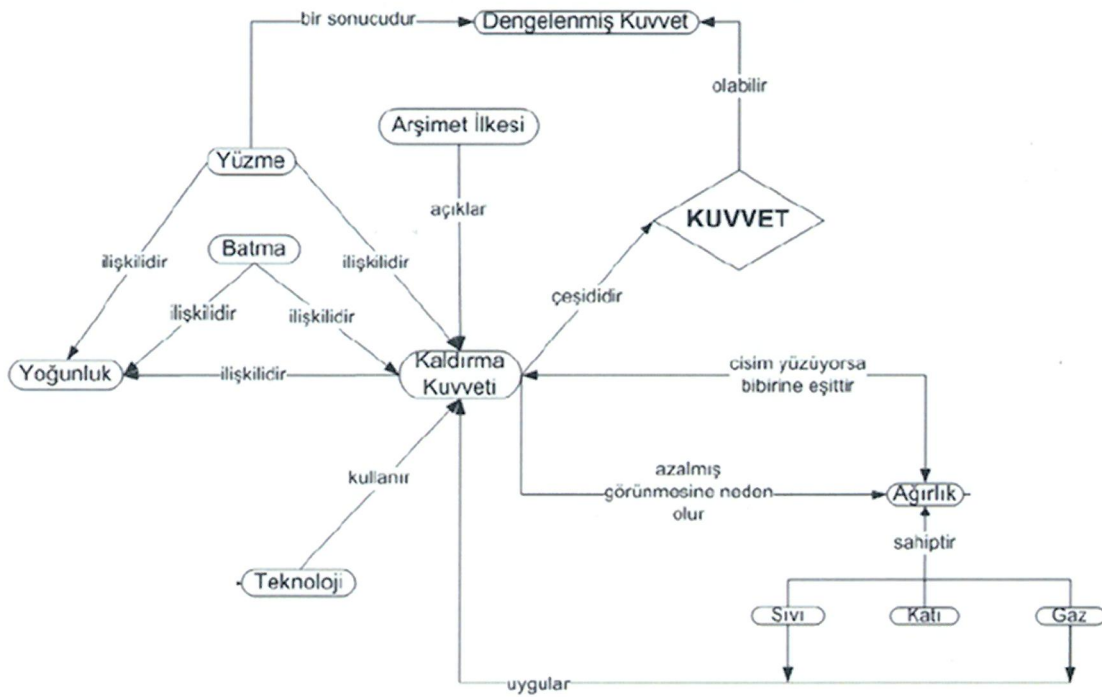 bir sonucudur
Dengelenmiş Kuvvet
olabilir
Arşimet İlkesi
Yüzme
açıklar
KUVVET
Batma
ilişkilidir
ilişkilidir
ilişkilidir
ilişkilidir
çeşididir
Yoğunluk
ilişkilidir
Kaldırma
Kuvveti
cisim yüzüyorsa
bibirine eşittir
kullanır
azalmış
görünmesine neden
olur
Ağırlık
sahiptir
Teknoloji
Sıvı
Katı
Gaz
uygular